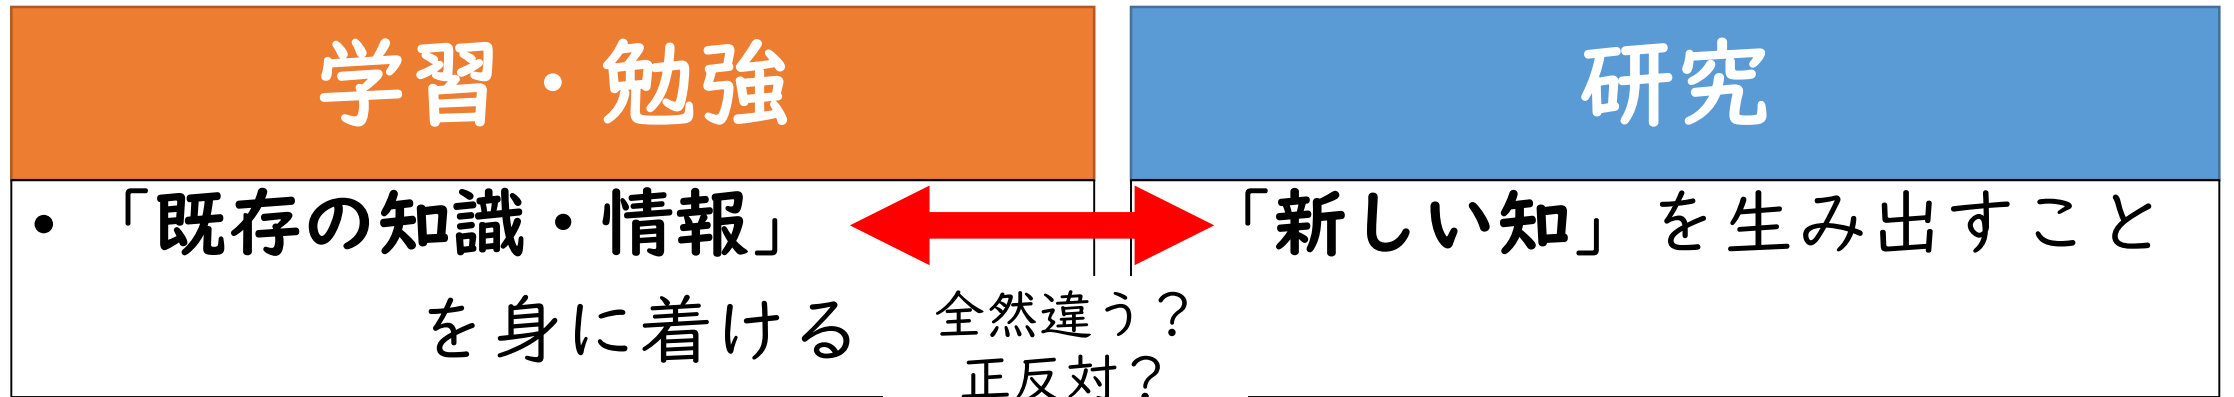 学習・勉強
研究
・「既存の知識・情報」
を身に着ける
「新しい知」を生み出すこと
全然違う？
正反対？